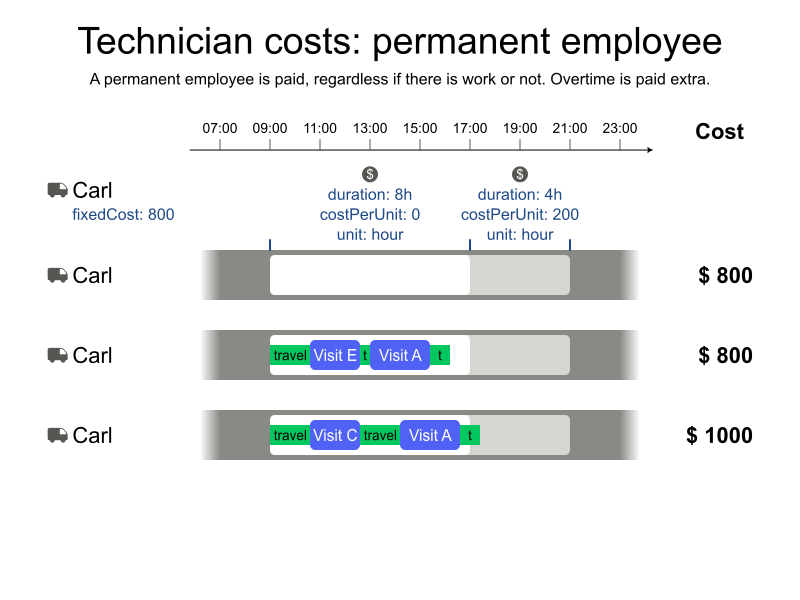 Technician costs: permanent employee
A permanent employee is paid, regardless if there is work or not. Overtime is paid extra.
07:00 09:00 11:00 13:00 15:00 17:00 19:00 21:00 23:00 Cost
$ $
Carl duration: 8h duration: 4h
fixedCost: 800 costPerUnit: 0 costPerUnit: 200
unit: hour unit: hour
Carl $ 800
Carl travel Visit E t Visit A t $ 800
Carl travel Visit C travel Visit A t $ 1000